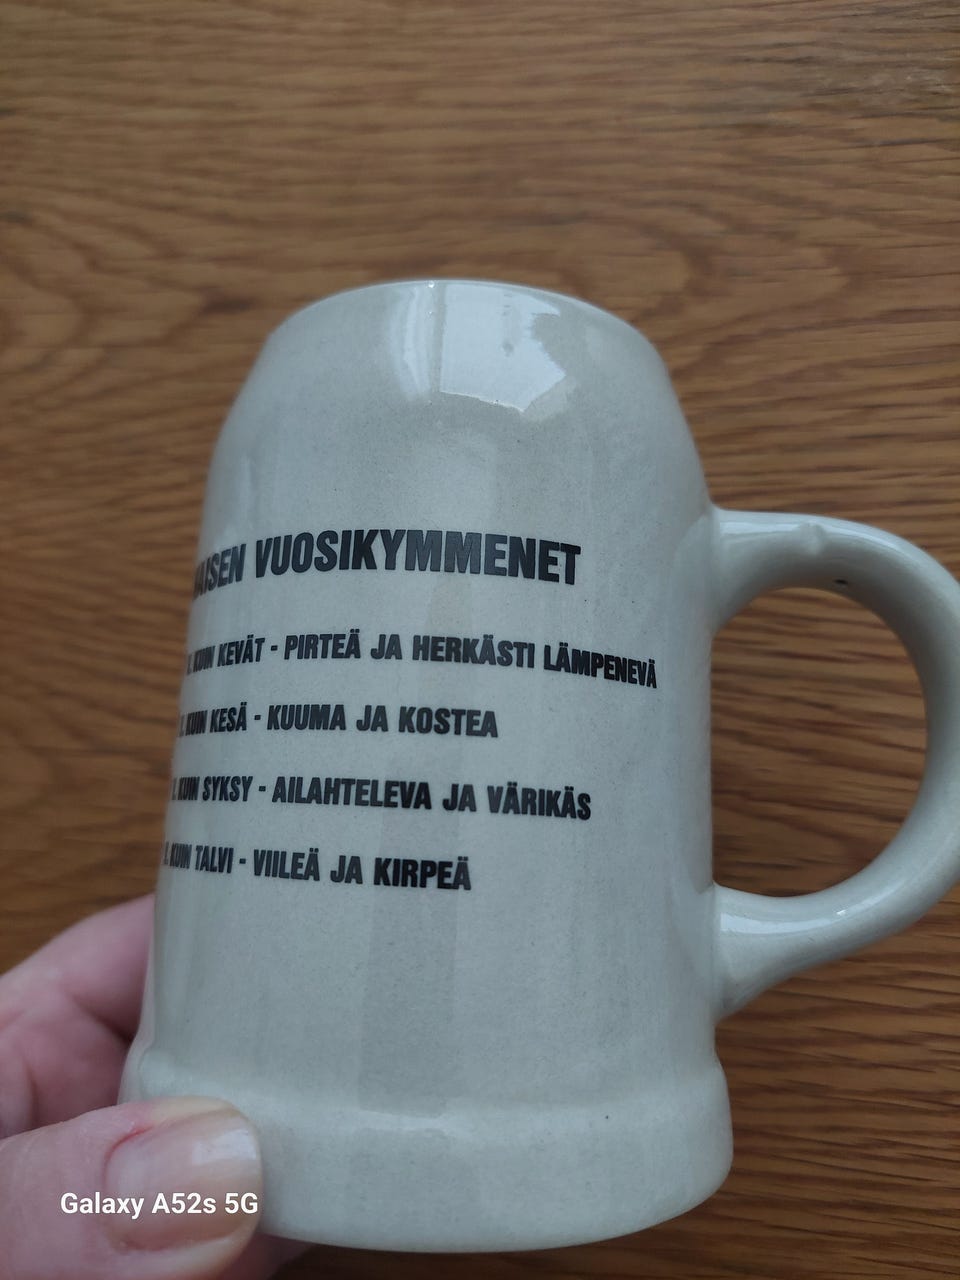 VUOSIKYMMENET
KUIN KEVÄT - PIRTEÄ JA HERKÄSTI LÄMPENEVÄ
KUIN KESÄ - KUUMA JA KOSTEA
KUIN SYKSY - AILAHTELEVA JA VÄRIKÄS
KUIN TALVI - VIILEÄ JA KIRPEÄ
Galaxy A52s 5G